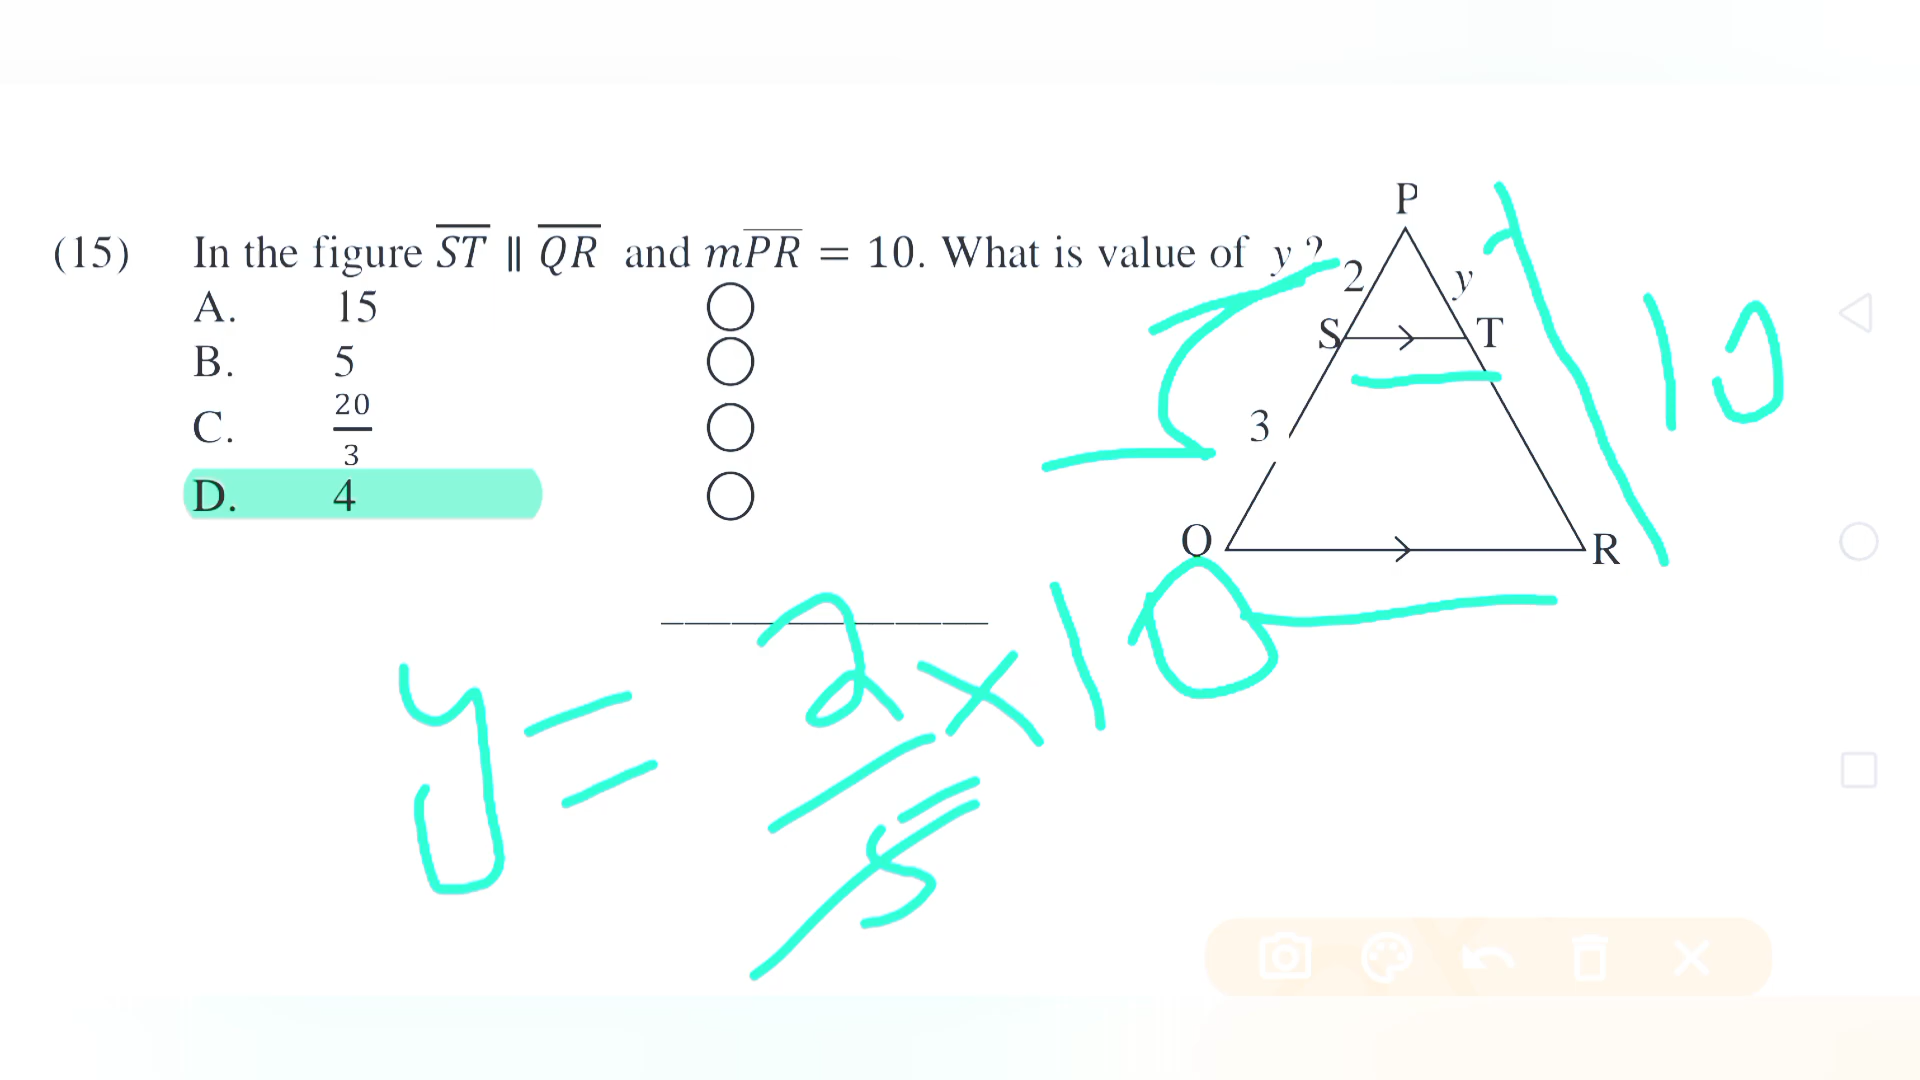 (15) In the figure ST ∥ QR and mPR = 10. What is value of y ?
A. 15
B. 5
C. 20/3
D. 4
P
2 y
S T
3
Q R
10
y = 2 × 10
5